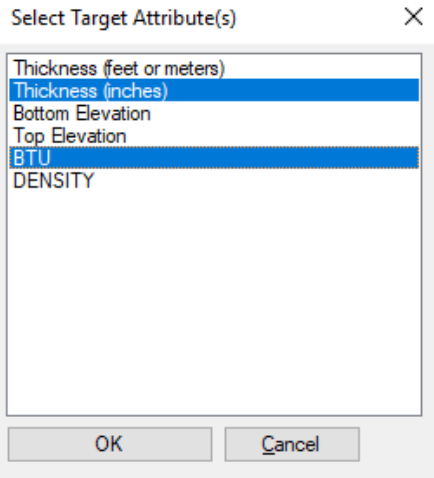 Select Target Attribute(s)
Thickness (feet or meters)
Thickness (inches)
Bottom Elevation
Top Elevation
BTU
DENSITY
OK
Cancel